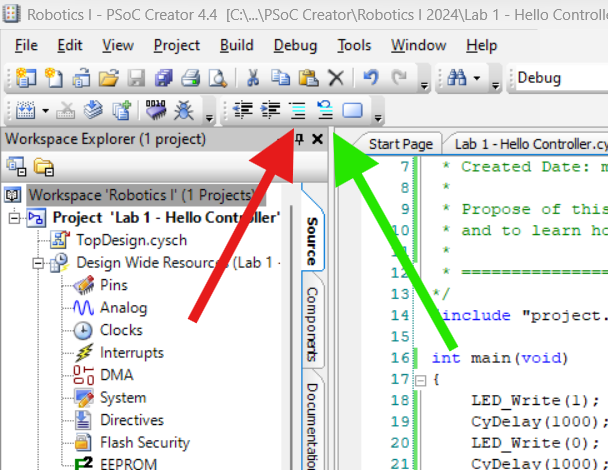 Robotics I - PSoC Creator 4.4 [C:\...\PSoC Creator\Robotics I 2024\Lab 1 - Hello Controlle
File Edit View Project Build Debug Tools Window Help
Debug
Workspace Explorer (1 project)
Start Page
Lab 1 - Hello Controller.cy
Workspace 'Robotics I' (1 Projects)
Project 'Lab 1 - Hello Controller'
TopDesign.cysch
Design Wide Resources (Lab 1 -
Pins
Analog
Clocks
Interrupts
DMA
System
Directives
Flash Security
EEPROM
Source
Components
Documentation
7 * Created Date: m
8 *
9 * Propose of this
10 * and to learn ho
11 *
12 * ================
13 */
14 #include "project.
15
16 int main(void)
17 {
18 LED_Write(1);
19 CyDelay(1000);
20 LED_Write(0);
21 CyDelay(1000);